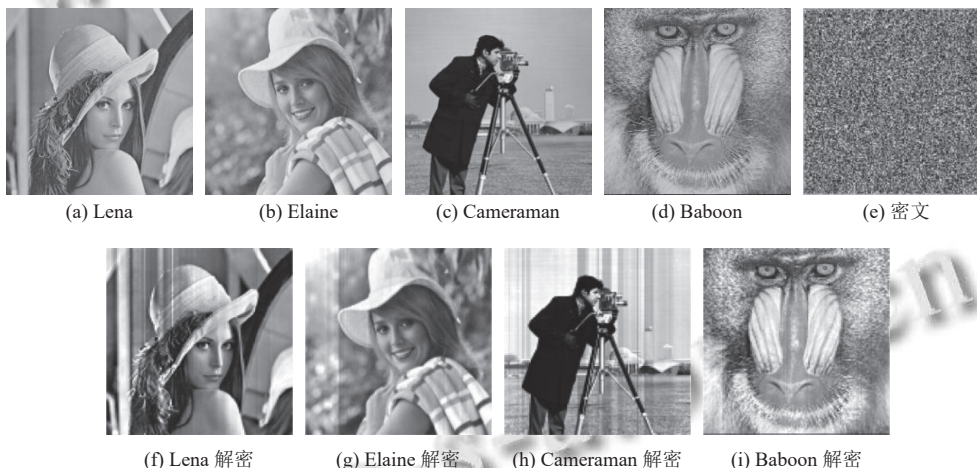 (a) Lena
(b) Elaine
(c) Cameraman
(d) Baboon
(e) 密文
(f) Lena 解密
(g) Elaine 解密
(h) Cameraman 解密
(i) Baboon 解密